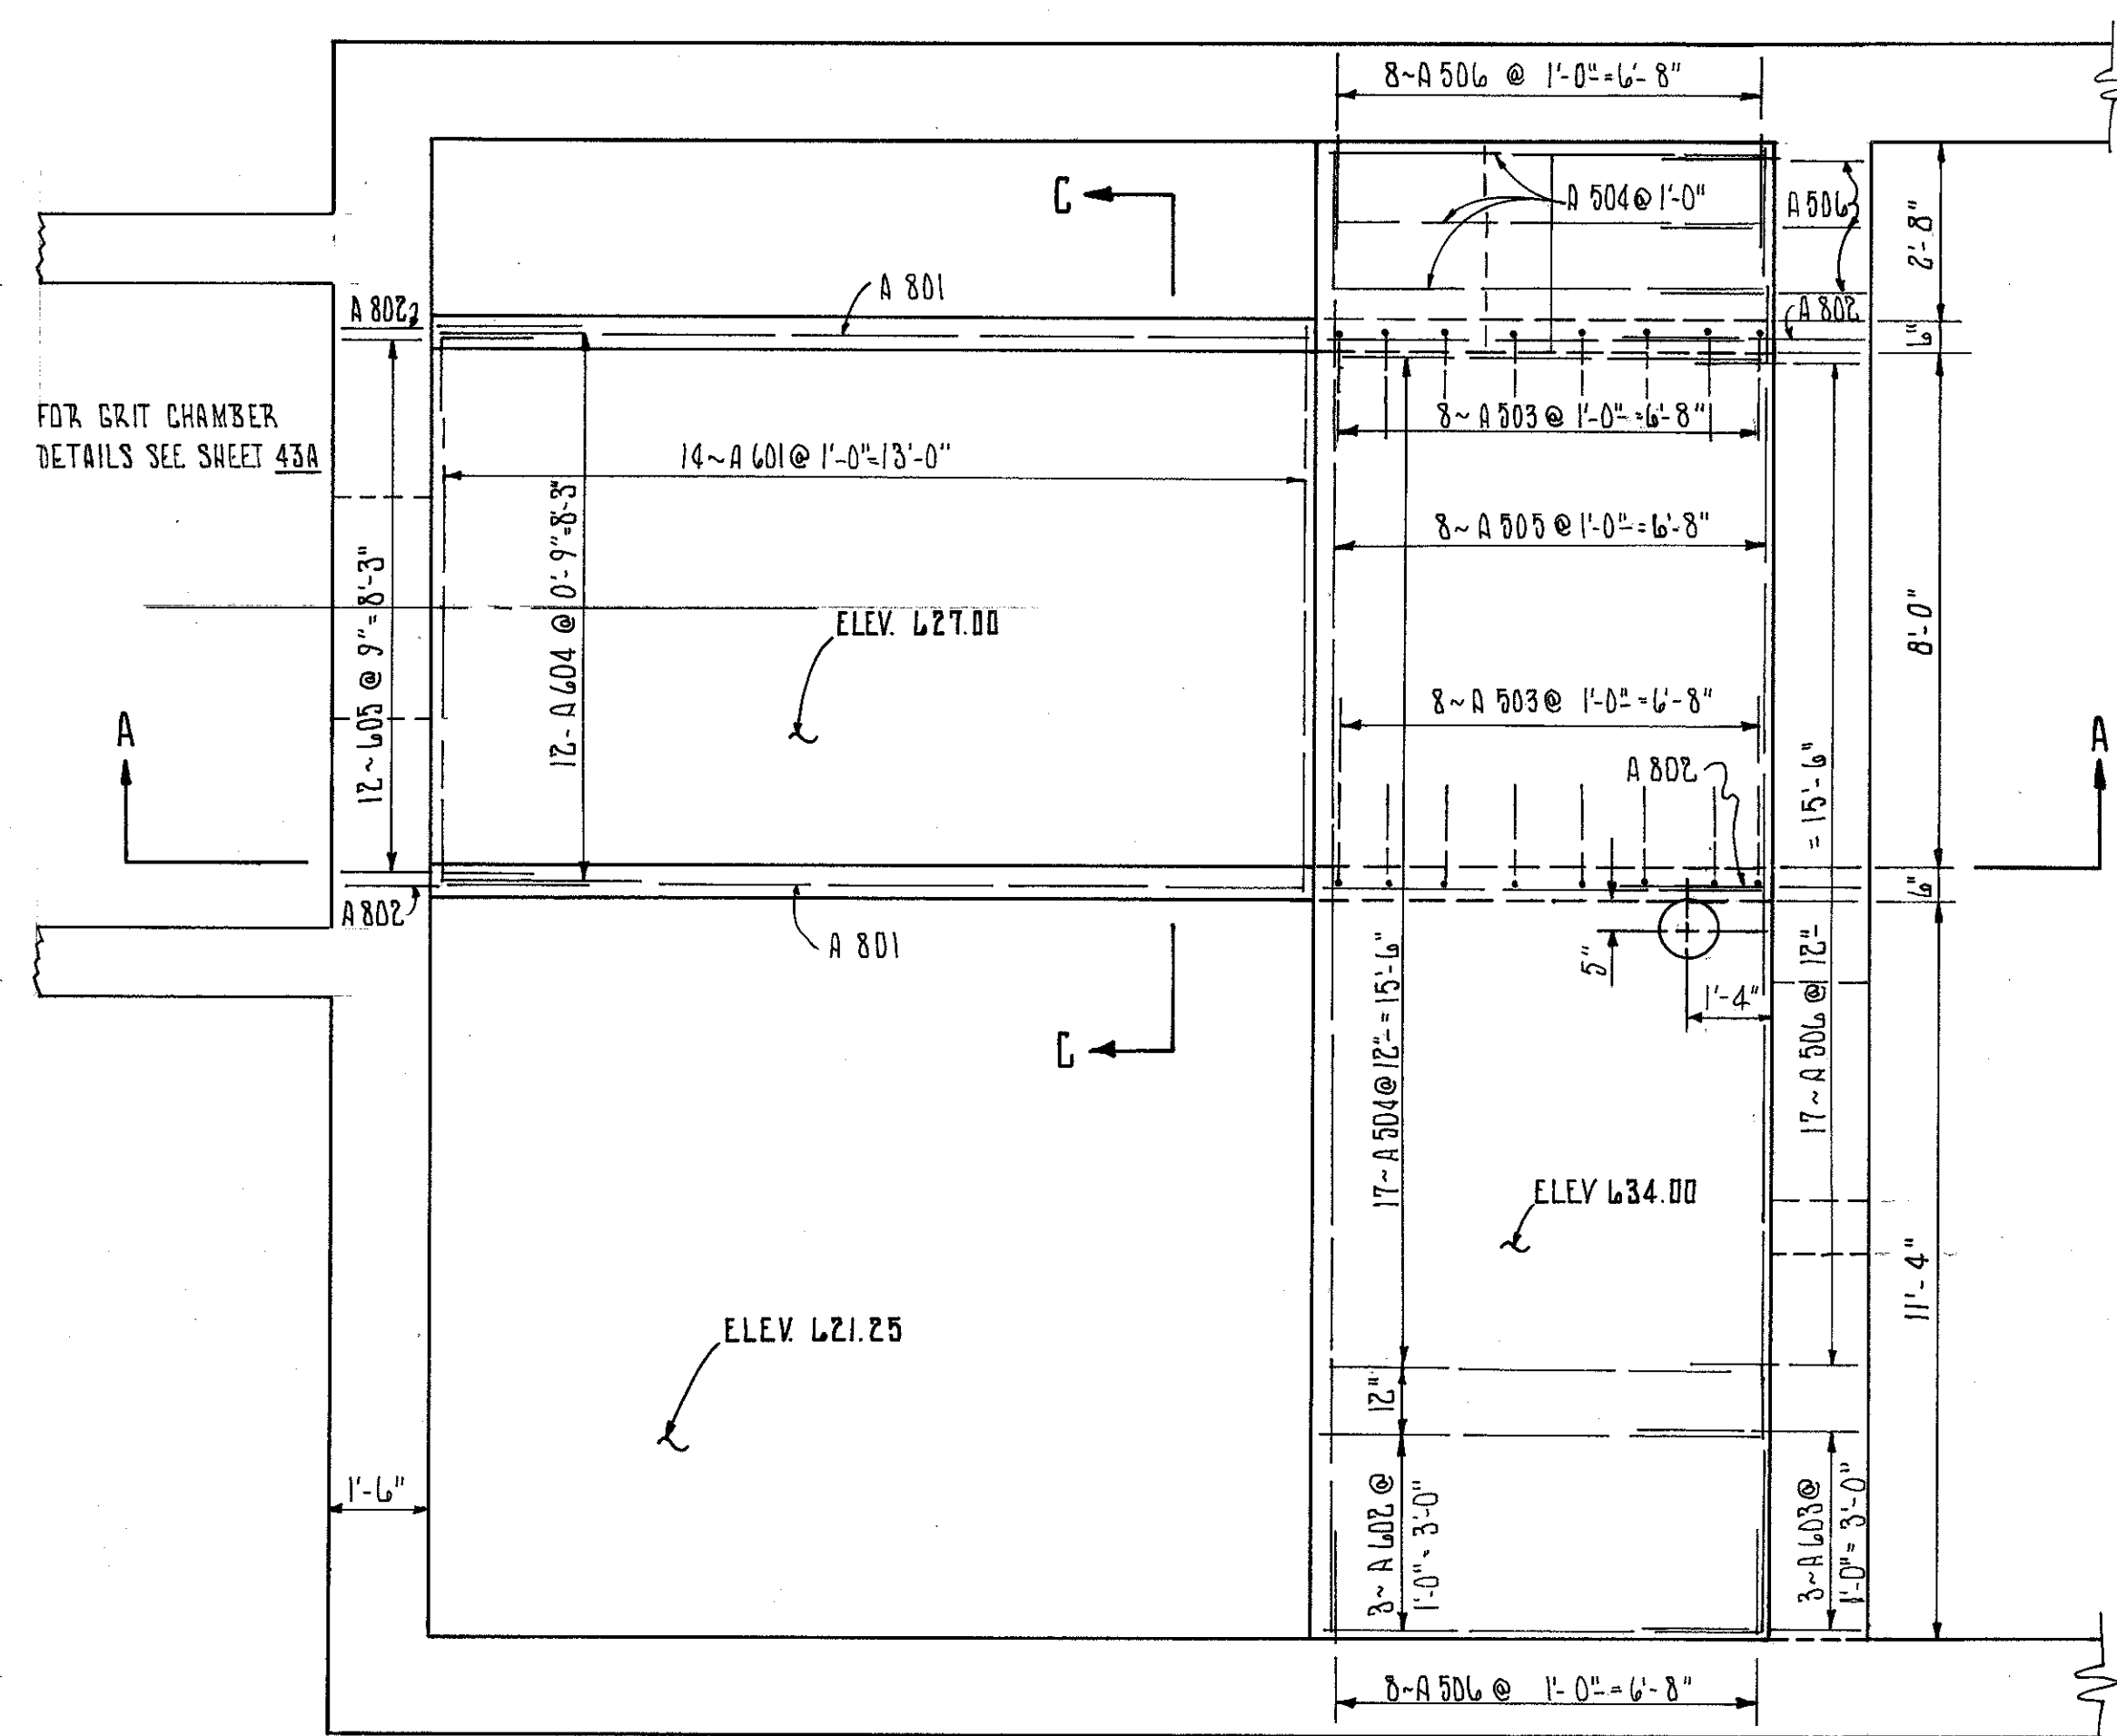 8~A 506 @ 1'-0"=6'-8"
C
A 504@1'-0"
A 506
2'-8"
A 802
A 801
A 802
6"
FOR GRIT CHAMBER
DETAILS SEE SHEET 43A
8~A 503 @ 1'-0"=6'-8"
14~A 601@ 1'-0"=13'-0"
8~A 505 @ 1'-0"=6'-8"
12~605 @ 9"=8'-3"
12-A 604 @ 0'-9"=8'-3"
ELEV. 627.00
8'-0"
8~A 503@ 1'-0"=6'-8"
A
A 802
A
6"
A 802
A 801
5"
1'-4"
C
17~A 504@12"=15'-6"
17~A 506 @ 12"- = 15'-6"
ELEV 634.00
11'-4"
ELEV. 621.25
12"
1'-6"
3~A 602 @
1'-0"=3'-0"
3~A 603@
1'-0"=3'-0"
8~A 506 @ 1'-0"=6'-8"